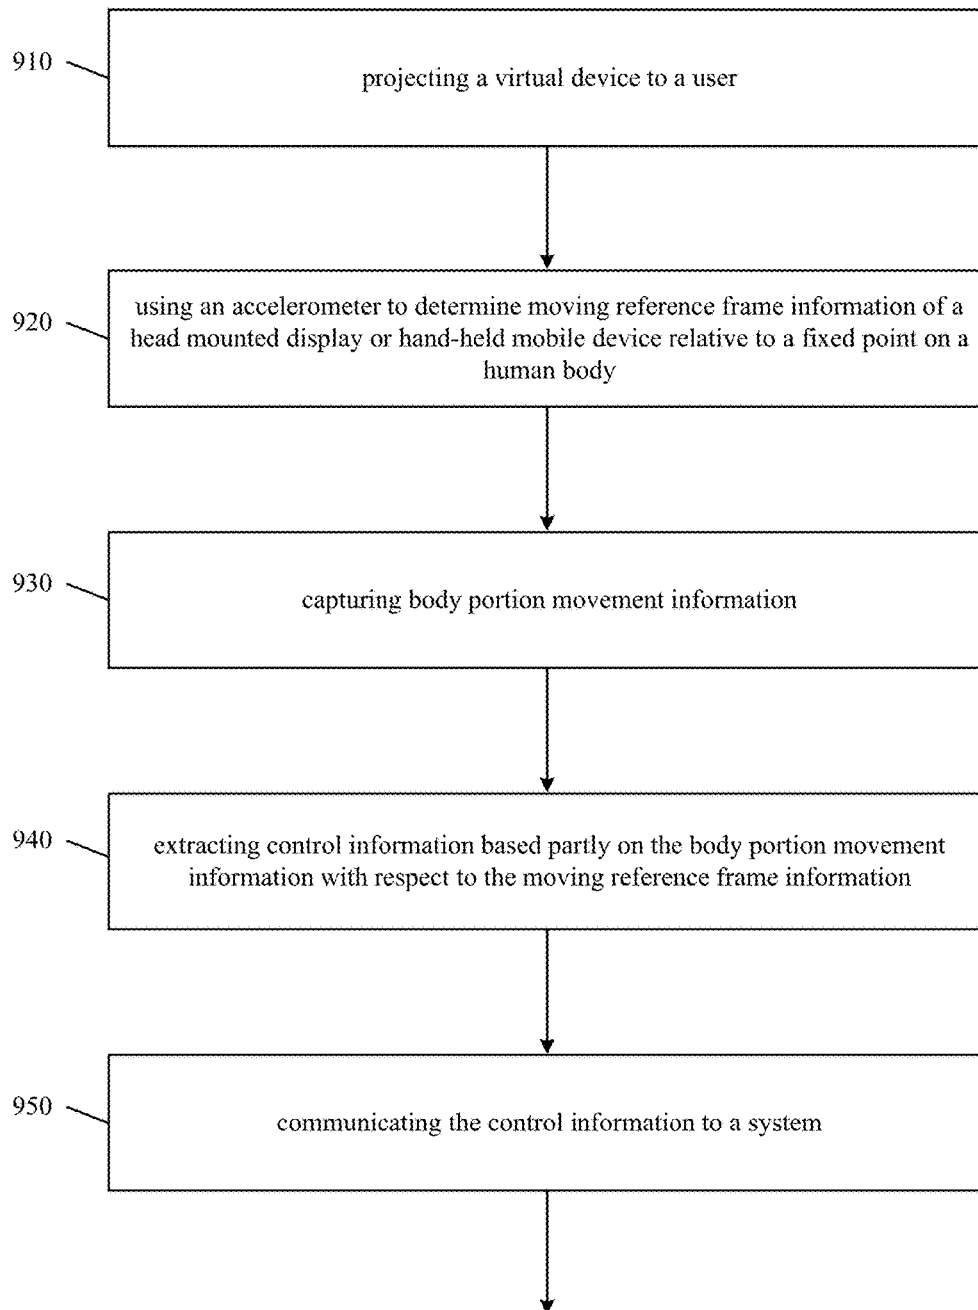 910
projecting a virtual device to a user
920
using an accelerometer to determine moving reference frame information of a
head mounted display or hand-held mobile device relative to a fixed point on a
human body
930
capturing body portion movement information
940
extracting control information based partly on the body portion movement
information with respect to the moving reference frame information
950
communicating the control information to a system